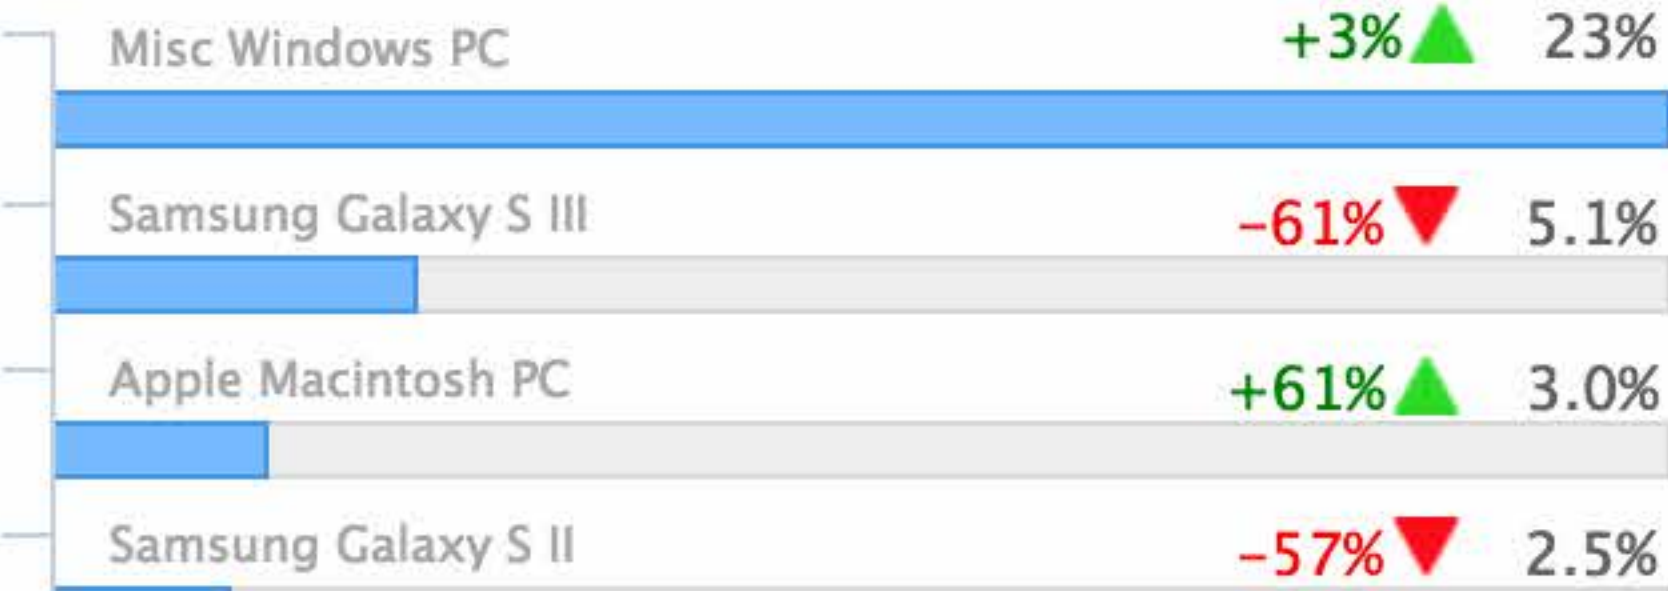 Misc Windows PC +3% 23%
Samsung Galaxy S III -61% 5.1%
Apple Macintosh PC +61% 3.0%
Samsung Galaxy S II -57% 2.5%